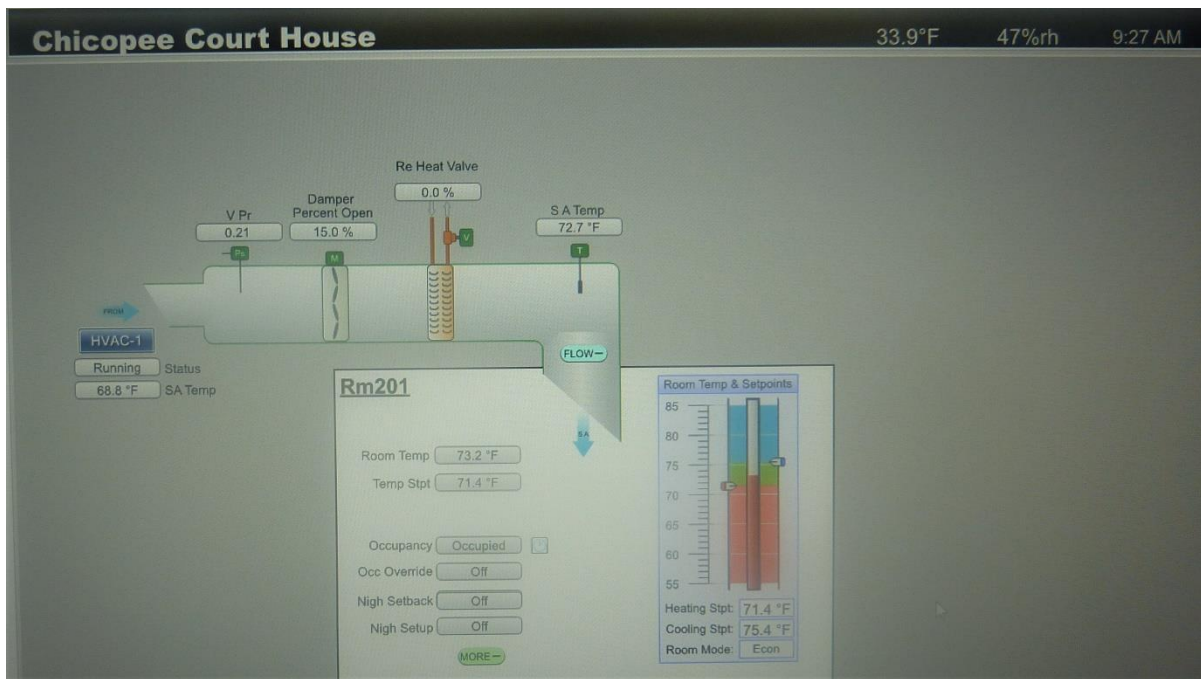 Chicopee Court House 33.9°F 47%rh 9:27 AM
Re Heat Valve
0.0 %
Damper
Percent Open
15.0 %
V Pr
0.21
S A Temp
72.7 °F
Ps
M
V
T
FROM
HVAC-1
Running Status
68.8 °F SA Temp
FLOW
SA
Rm201
Room Temp 73.2 °F
Temp Stpt 71.4 °F
Occupancy Occupied
Occ Override Off
Nigh Setback Off
Nigh Setup Off
MORE
Room Temp & Setpoints
85
80
75
70
65
60
55
Heating Stpt: 71.4 °F
Cooling Stpt: 75.4 °F
Room Mode: Econ